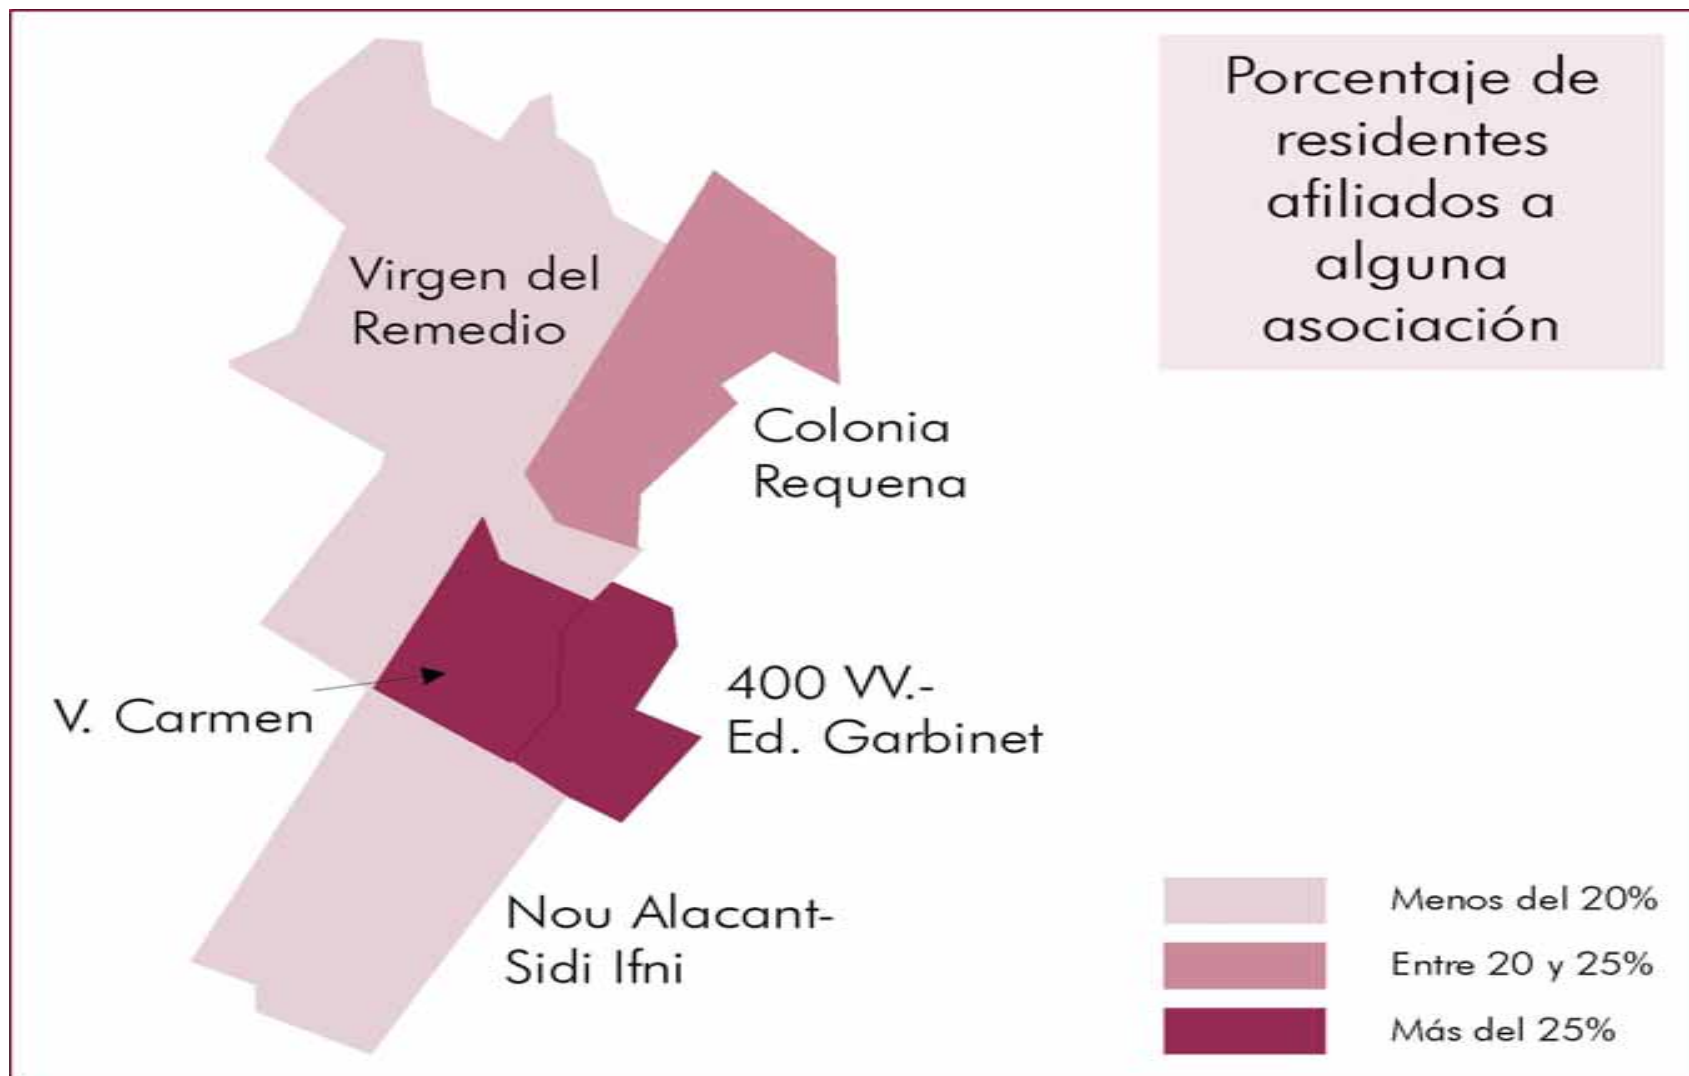 Porcentaje de
residentes
afiliados a
alguna
asociación
Virgen del
Remedio
Colonia
Requena
V. Carmen
400 VV.-
Ed. Garbinet
Nou Alacant-
Sidi Ifni
Menos del 20%
Entre 20 y 25%
Más del 25%